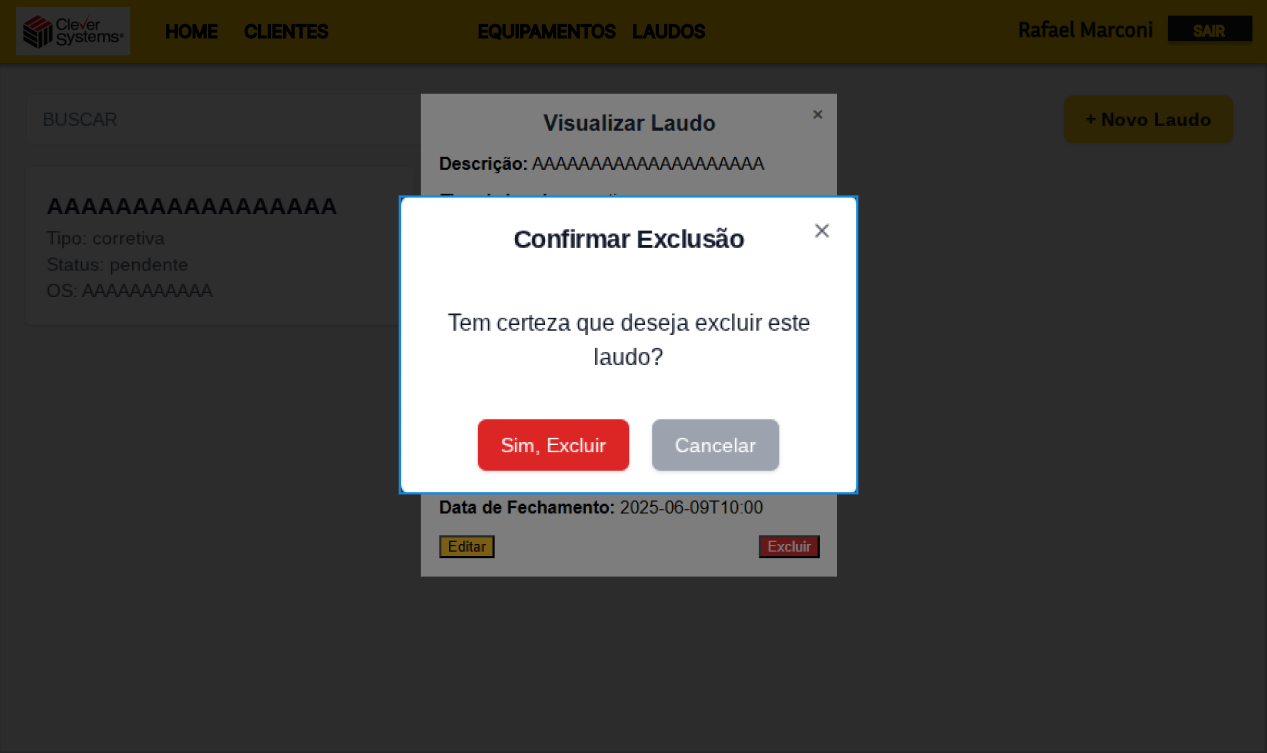 Clever
Systems
HOME
CLIENTES
EQUIPAMENTOS
LAUDOS
Rafael Marconi
SAIR
BUSCAR
+ Novo Laudo
AAAAAAAAAAAAAAAAA
Tipo: corretiva
Status: pendente
OS: AAAAAAAAAAA
Visualizar Laudo
×
Descrição: AAAAAAAAAAAAAAAAAAAA
Confirmar Exclusão
×
Tem certeza que deseja excluir este
laudo?
Sim, Excluir
Cancelar
Data de Fechamento: 2025-06-09T10:00
Editar
Excluir